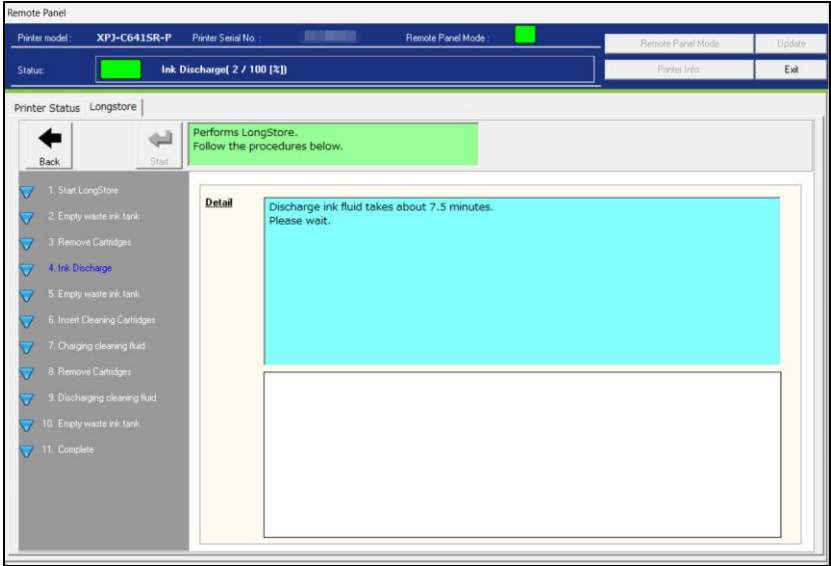 Remote Panel
Printer model : XPJ-C641SR-P Printer Serial No. : Remote Panel Mode :
Remote Panel Mode Update
Status: Ink Discharge[ 2 / 100 [%]]
Printer Info. Exit
Printer Status Longstore
Back Start
Performs LongStore.
Follow the procedures below.
1. Start LongStore
2. Empty waste ink tank
3. Remove Cartridges
4. Ink Discharge
5. Empty waste ink tank
6. Insert Cleaning Cartridges
7. Charging cleaning fluid
8. Remove Cartridges
9. Discharging cleaning fluid
10. Empty waste ink tank
11. Complete
Detail
Discharge ink fluid takes about 7.5 minutes.
Please wait.